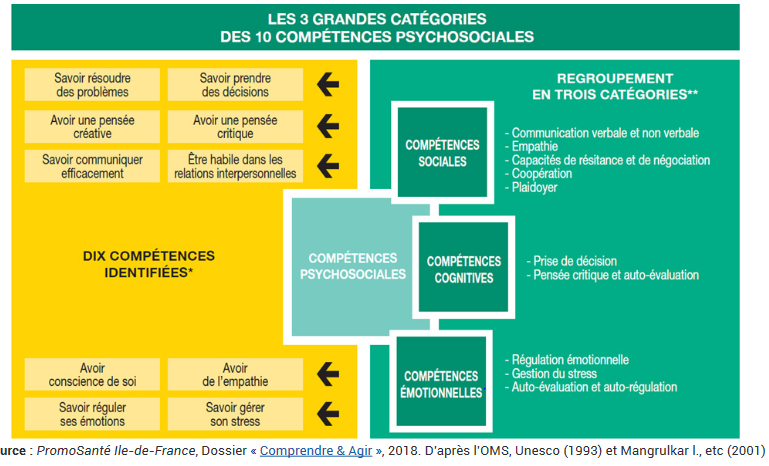 LES 3 GRANDES CATÉGORIES
DES 10 COMPÉTENCES PSYCHOSOCIALES
Savoir résoudre
des problèmes
Savoir prendre
des décisions
Avoir une pensée
créative
Avoir une pensée
critique
Savoir communiquer
efficacement
Être habile dans les
relations interpersonnelles
DIX COMPÉTENCES
IDENTIFIÉES*
Avoir
conscience de soi
Avoir
de l'empathie
Savoir réguler
ses émotions
Savoir gérer
son stress
COMPÉTENCES
PSYCHOSOCIALES
REGROUPEMENT
EN TROIS CATÉGORIES**
COMPÉTENCES
SOCIALES
- Communication verbale et non verbale
- Empathie
- Capacités de résitance et de négociation
- Coopération
- Plaidoyer
COMPÉTENCES
COGNITIVES
- Prise de décision
- Pensée critique et auto-évaluation
COMPÉTENCES
ÉMOTIONNELLES
- Régulation émotionnelle
- Gestion du stress
- Auto-évaluation et auto-régulation
urce : PromoSanté Ile-de-France, Dossier « Comprendre & Agir », 2018. D'après l'OMS, Unesco (1993) et Mangrulkar l., etc (2001)